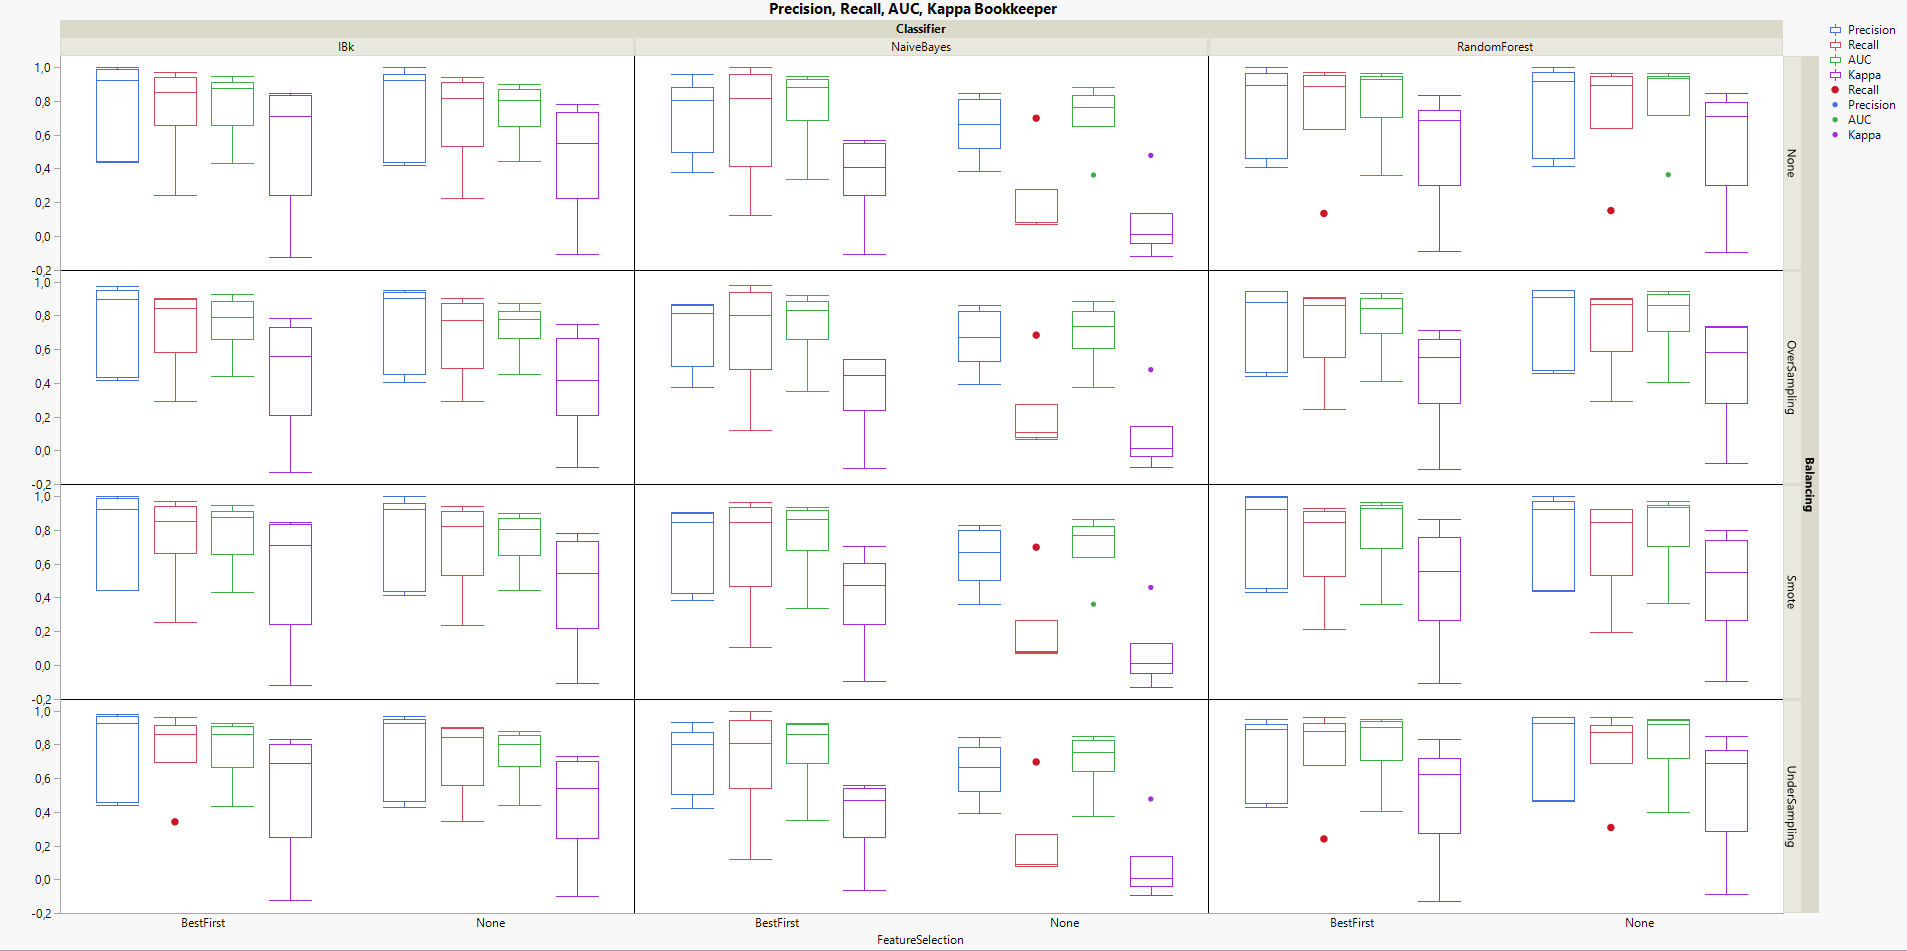 Precision, Recall, AUC, Kappa Bookkeeper
Classifier
IBk
NaiveBayes
RandomForest
1,0
0,8
0,6
0,4
0,2
0,0
-0,2
None
1,0
0,8
0,6
0,4
0,2
0,0
-0,2
OverSampling
1,0
0,8
0,6
0,4
0,2
0,0
-0,2
Smote
1,0
0,8
0,6
0,4
0,2
0,0
-0,2
UnderSampling
Balancing
BestFirst
None
BestFirst
None
BestFirst
None
FeatureSelection
Precision
Recall
AUC
Kappa
Recall
Precision
AUC
Kappa